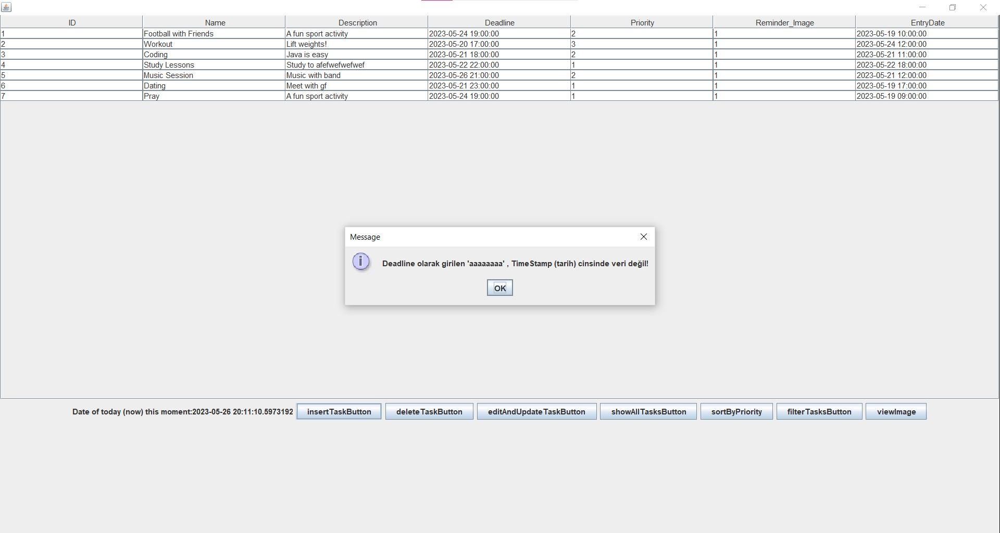 ID Name Description Deadline Priority Reminder_Image EntryDate
1 Football with Friends A fun sport activity 2023-05-24 19:00:00 2 1 2023-05-19 10:00:00
2 Workout Lift weights! 2023-05-20 17:00:00 3 1 2023-05-24 12:00:00
3 Coding Java is easy 2023-05-21 18:00:00 2 1 2023-05-21 11:00:00
4 Study Lessons Study to afefwefwefwef 2023-05-22 22:00:00 1 1 2023-05-22 18:00:00
5 Music Session Music with band 2023-05-26 21:00:00 2 1 2023-05-21 12:00:00
6 Dating Meet with gf 2023-05-21 23:00:00 1 1 2023-05-19 17:00:00
7 Pray A fun sport activity 2023-05-24 19:00:00 1 1 2023-05-19 09:00:00
Message
Deadline olarak girilen 'aaaaaaaa' , TimeStamp (tarih) cinsinde veri değil!
OK
Date of today (now) this moment:2023-05-26 20:11:10.5973192 insertTaskButton deleteTaskButton editAndUpdateTaskButton showAllTasksButton sortByPriority filterTasksButton viewImage